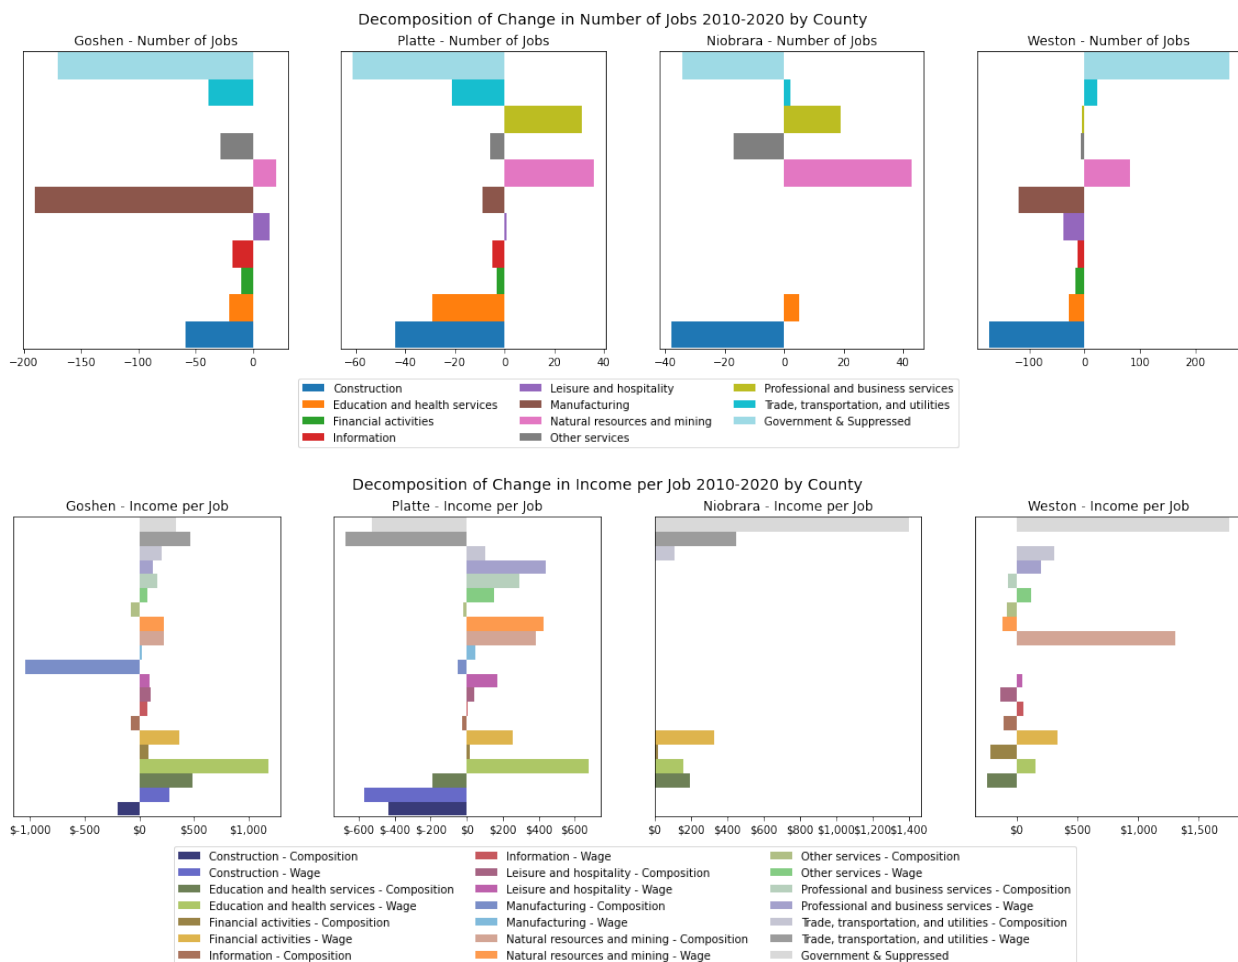 Decomposition of Change in Number of Jobs 2010-2020 by County
Goshen - Number of Jobs
Platte - Number of Jobs
Niobrara - Number of Jobs
Weston - Number of Jobs
−200 −150 −100 −50 0
−60 −40 −20 0 20 40
−40 −20 0 20 40
−100 0 100 200
Construction
Education and health services
Financial activities
Information
Leisure and hospitality
Manufacturing
Natural resources and mining
Other services
Professional and business services
Trade, transportation, and utilities
Government & Suppressed
Decomposition of Change in Income per Job 2010-2020 by County
Goshen - Income per Job
Platte - Income per Job
Niobrara - Income per Job
Weston - Income per Job
$-1,000 $-500 $0 $500 $1,000
$-600 $-400 $-200 $0 $200 $400 $600
$0 $200 $400 $600 $800 $1,000 $1,200 $1,400
$0 $500 $1,000 $1,500
Construction - Composition
Construction - Wage
Education and health services - Composition
Education and health services - Wage
Financial activities - Composition
Financial activities - Wage
Information - Composition
Information - Wage
Leisure and hospitality - Composition
Leisure and hospitality - Wage
Manufacturing - Composition
Manufacturing - Wage
Natural resources and mining - Composition
Natural resources and mining - Wage
Other services - Composition
Other services - Wage
Professional and business services - Composition
Professional and business services - Wage
Trade, transportation, and utilities - Composition
Trade, transportation, and utilities - Wage
Government & Suppressed